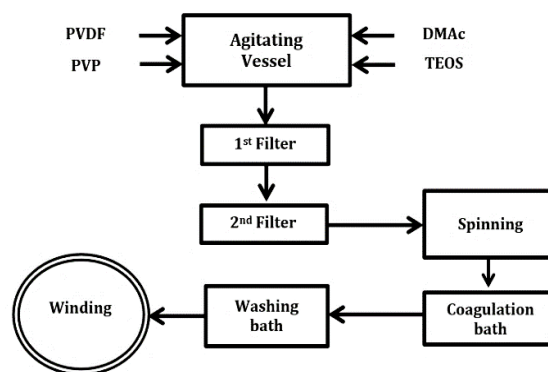 PVDF
PVP
Agitating
Vessel
DMAc
TEOS
1st Filter
2nd Filter
Spinning
Coagulation
bath
Washing
bath
Winding